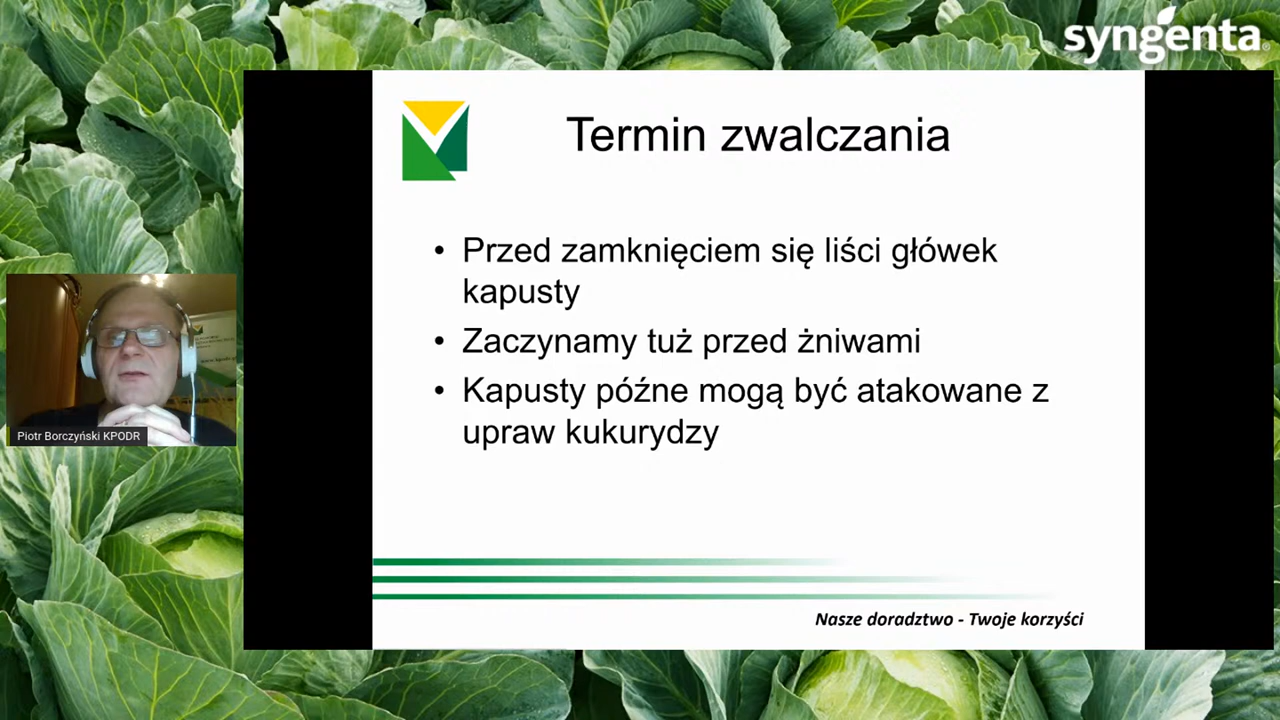 syngenta
Termin zwalczania
• Przed zamknięciem się liści główek
kapusty
• Zaczynamy tuż przed żniwami
• Kapusty późne mogą być atakowane z
upraw kukurydzy
Piotr Borczyński KPODR
Nasze doradztwo - Twoje korzyści